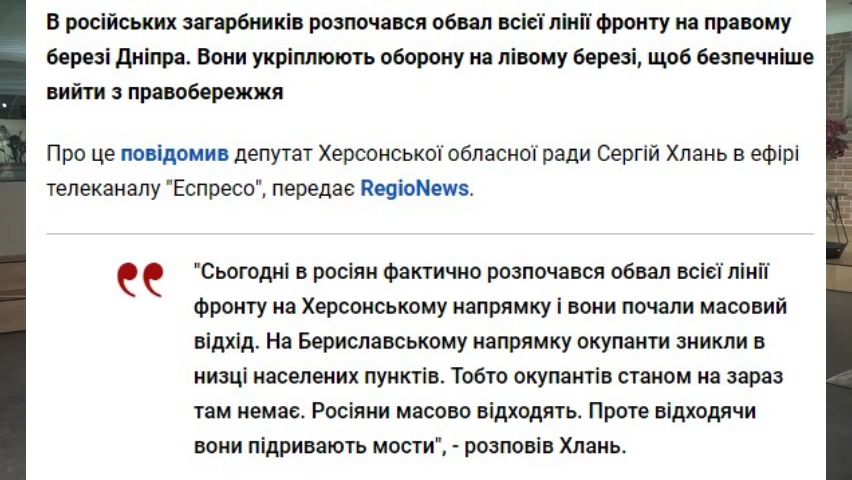 В російських загарбників розпочався обвал всієї лінії фронту на правому
березі Дніпра. Вони укріплюють оборону на лівому березі, щоб безпечніше
вийти з правобережжя
Про це повідомив депутат Херсонської обласної ради Сергій Хлань в ефірі
телеканалу "Еспресо", передає RegioNews.
"Сьогодні в росіян фактично розпочався обвал всієї лінії
фронту на Херсонському напрямку і вони почали масовий
відхід. На Бериславському напрямку окупанти зникли в
низці населених пунктів. Тобто окупантів станом на зараз
там немає. Росіяни масово відходять. Проте відходячи
вони підривають мости", - розповів Хлань.